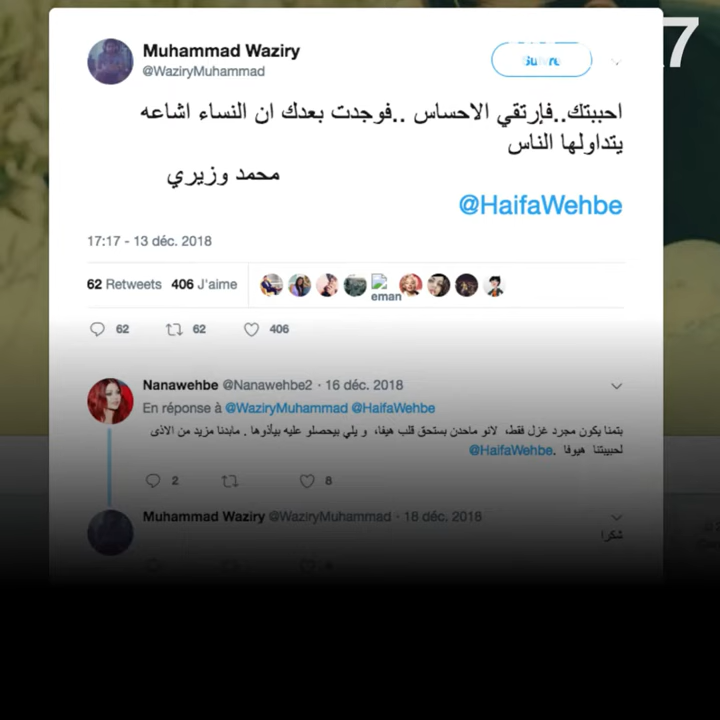 Muhammad Waziry
@WaziryMuhammad
Suivre
احببتك..فإرتقي الاحساس ..فوجدت بعدك ان النساء اشاعه
يتداولها الناس
محمد وزيري
@HaifaWehbe
17:17 - 13 déc. 2018
62 Retweets 406 J'aime
eman
62 62 406
Nanawehbe @Nanawehbe2 · 16 déc. 2018
En réponse à @WaziryMuhammad @HaifaWehbe
بتمنا يكون مجرد غزل فقط، لانو ماحدن بستحق قلب هيفا، و يلي بيحصلو عليه بيأذوها . مابدنا مزيد من الاذى
لحبيبتنا هيوفا .@HaifaWehbe
2 8
Muhammad Waziry @WaziryMuhammad · 18 déc. 2018
شكرا